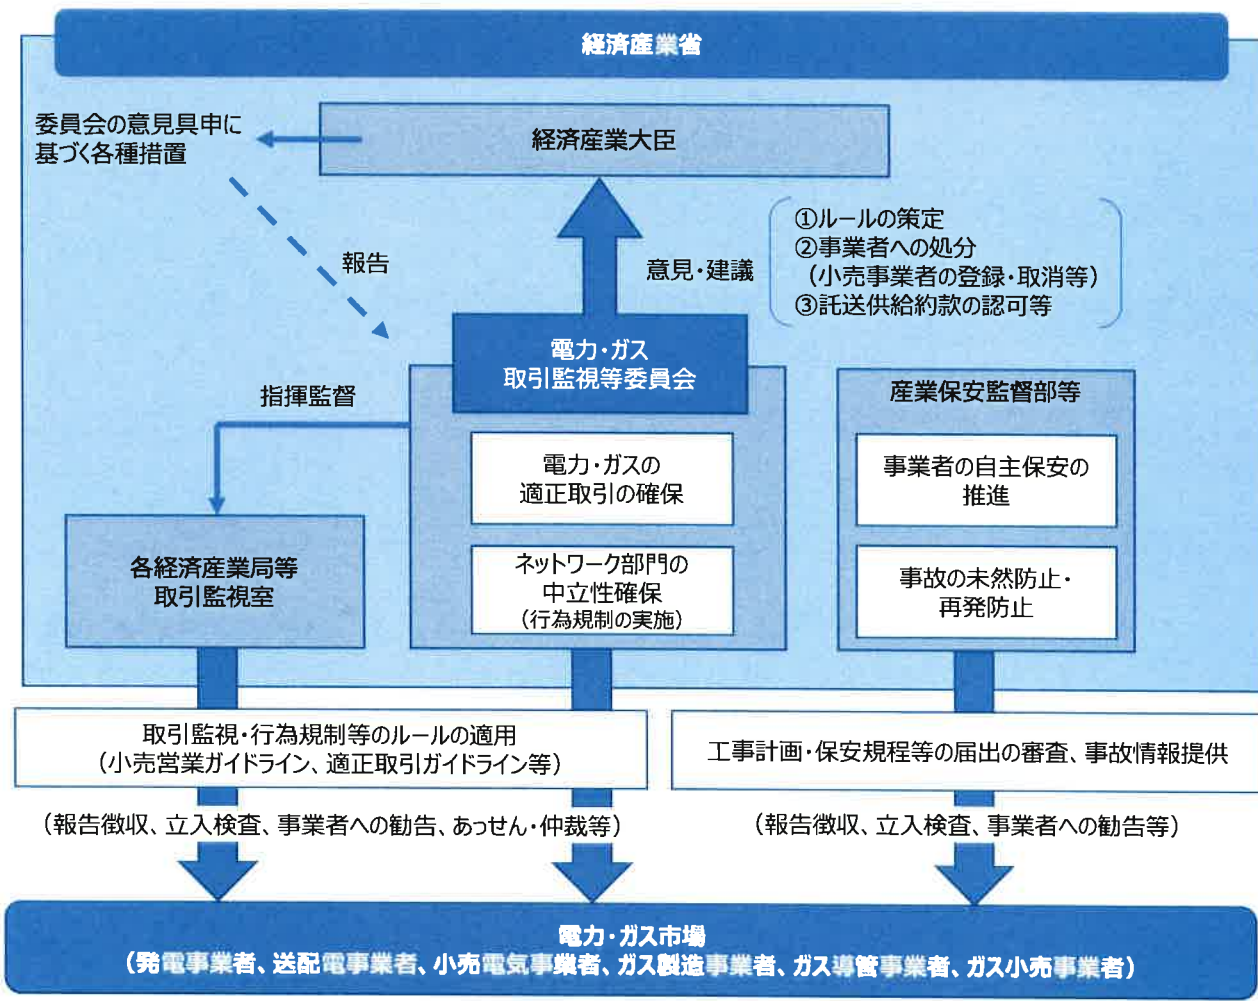 経済産業省
委員会の意見具申に
基づく各種措置
経済産業大臣
①ルールの策定
②事業者への処分
(小売事業者の登録・取消等)
③託送供給約款の認可等
意見・建議
報告
電力・ガス
取引監視等委員会
指揮監督
産業保安監督部等
電力・ガスの
適正取引の確保
事業者の自主保安の
推進
各経済産業局等
取引監視室
ネットワーク部門の
中立性確保
(行為規制の実施)
事故の未然防止・
再発防止
取引監視・行為規制等のルールの適用
(小売営業ガイドライン、適正取引ガイドライン等)
工事計画・保安規程等の届出の審査、事故情報提供
(報告徴収、立入検査、事業者への勧告、あっせん・仲裁等)
(報告徴収、立入検査、事業者への勧告等)
電力・ガス市場
(発電事業者、送配電事業者、小売電気事業者、ガス製造事業者、ガス導管事業者、ガス小売事業者)